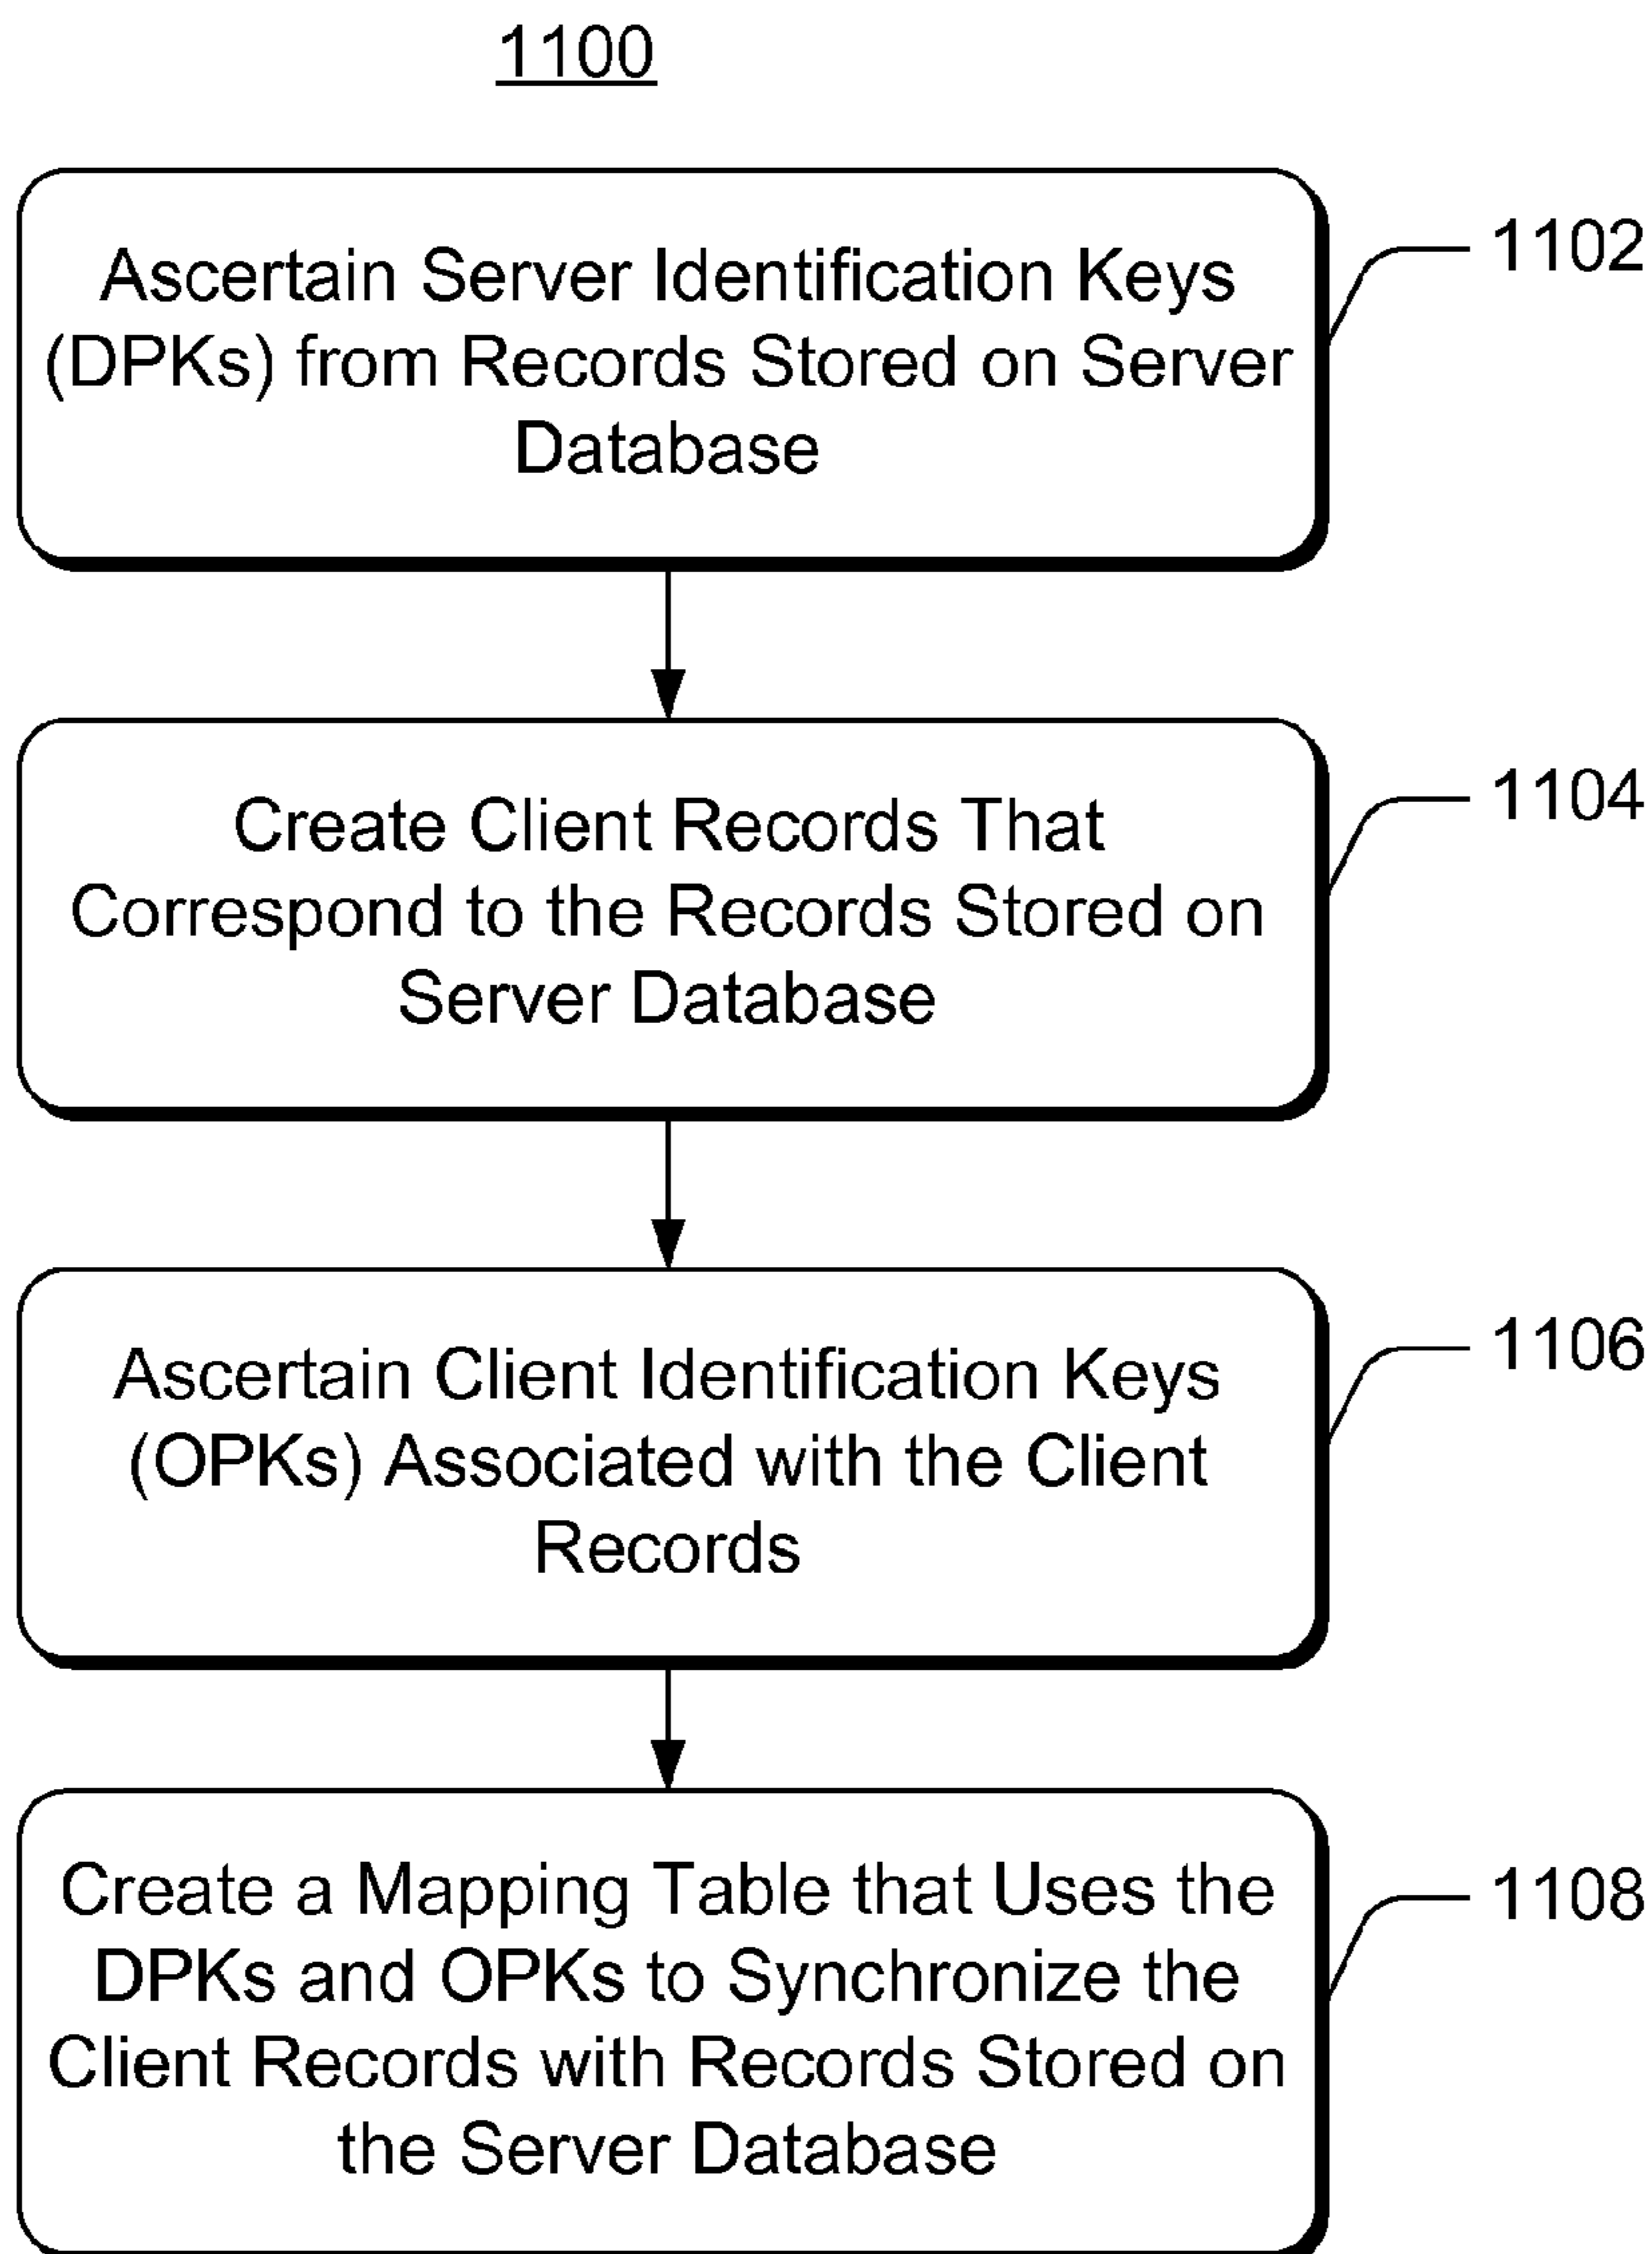 1100
Ascertain Server Identification Keys
(DPKs) from Records Stored on Server
Database
1102
Create Client Records That
Correspond to the Records Stored on
Server Database
1104
Ascertain Client Identification Keys
(OPKs) Associated with the Client
Records
1106
Create a Mapping Table that Uses the
DPKs and OPKs to Synchronize the
Client Records with Records Stored on
the Server Database
1108